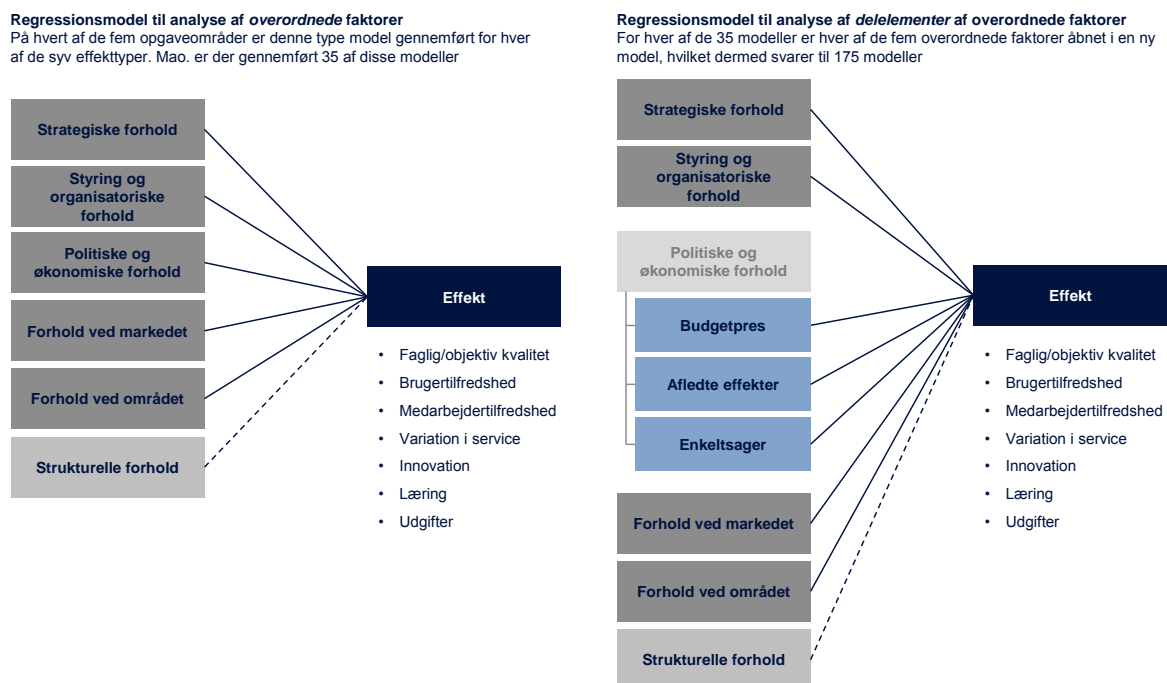 Regressionsmodel til analyse af overordnede faktorer
På hvert af de fem opgaveområder er denne type model gennemført for hver
af de syv effekttyper. Mao. er der gennemført 35 af disse modeller
Strategiske forhold
Styring og
organisatoriske
forhold
Politiske og
økonomiske forhold
Forhold ved markedet
Forhold ved området
Strukturelle forhold
Effekt
• Faglig/objektiv kvalitet
• Brugertilfredshed
• Medarbejdertilfredshed
• Variation i service
• Innovation
• Læring
• Udgifter
Regressionsmodel til analyse af delelementer af overordnede faktorer
For hver af de 35 modeller er hver af de fem overordnede faktorer åbnet i en ny
model, hvilket dermed svarer til 175 modeller
Strategiske forhold
Styring og
organisatoriske
forhold
Politiske og
økonomiske forhold
Budgetpres
Afledte effekter
Enkeltsager
Forhold ved markedet
Forhold ved området
Strukturelle forhold
Effekt
• Faglig/objektiv kvalitet
• Brugertilfredshed
• Medarbejdertilfredshed
• Variation i service
• Innovation
• Læring
• Udgifter